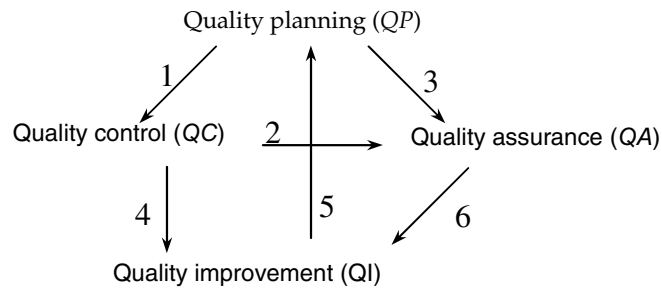 Quality planning (QP)
1
3
Quality control (QC)
2
Quality assurance (QA)
4
5
6
Quality improvement (QI)